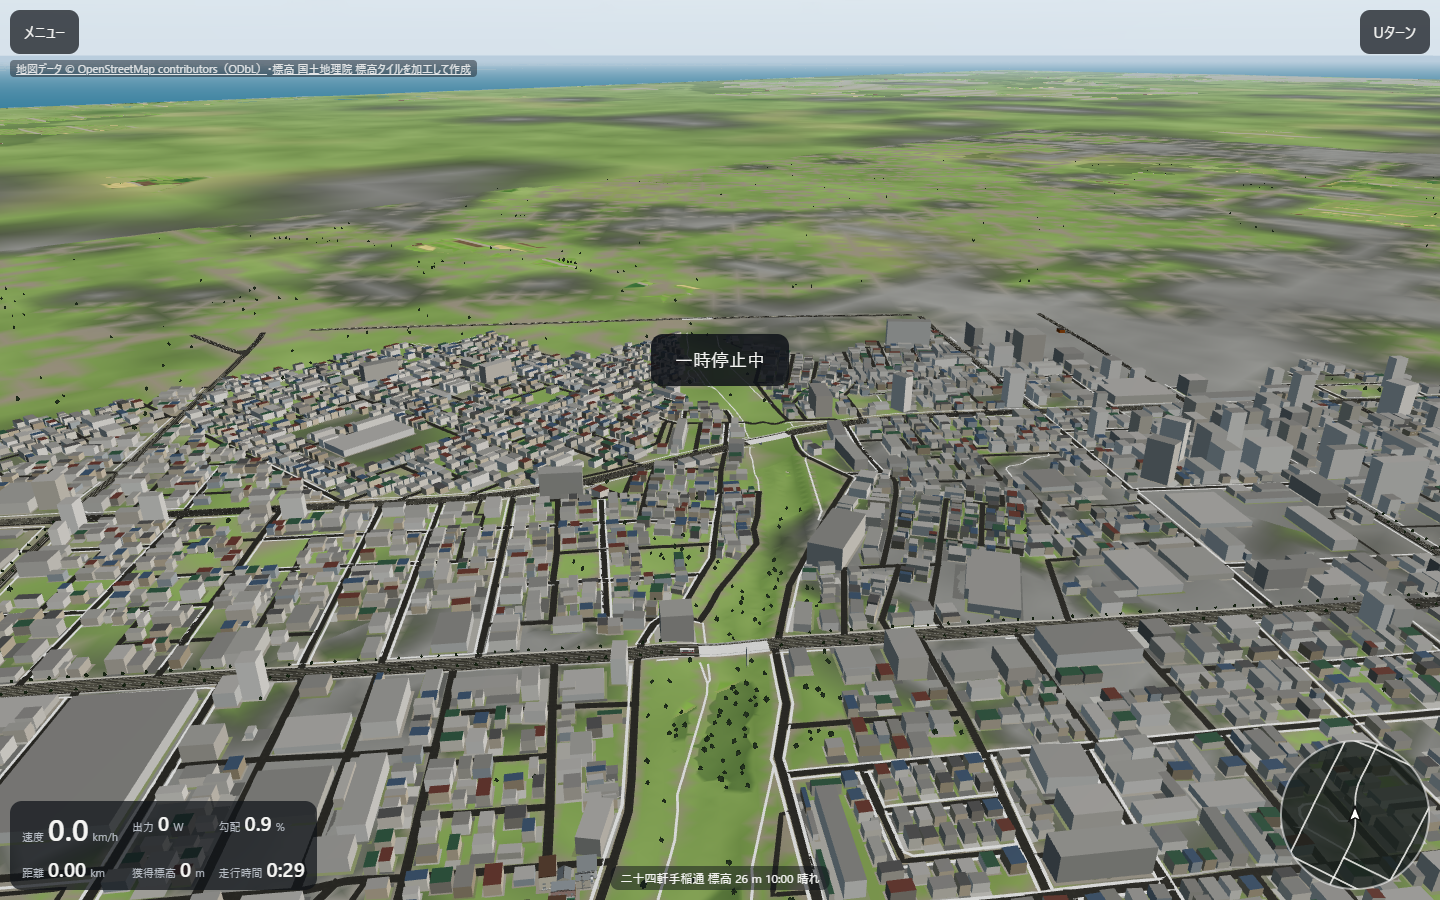 メニュー
Uターン
地図データ © OpenStreetMap contributors（ODbL）・標高 国土地理院 標高タイルを加工して作成
一時停止中
速度 0.0 km/h 出力 0 W 勾配 0.9 %
距離 0.00 km 獲得標高 0 m 走行時間 0:29
二十四軒手稲通 標高 26 m 10:00 晴れ